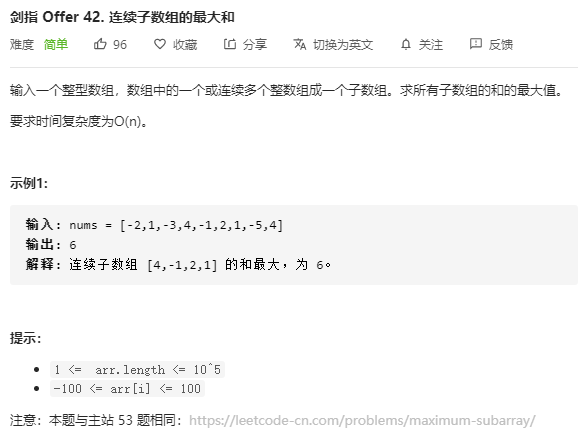 剑指 Offer 42. 连续子数组的最大和
难度 简单 96 收藏 分享 切换为英文 关注 反馈
输入一个整型数组，数组中的一个或连续多个整数组成一个子数组。求所有子数组的和的最大值。
要求时间复杂度为O(n)。
示例1:
输入: nums = [-2,1,-3,4,-1,2,1,-5,4]
输出: 6
解释: 连续子数组 [4,-1,2,1] 的和最大，为 6。
提示:
1 <= arr.length <= 10^5
-100 <= arr[i] <= 100
注意：本题与主站 53 题相同：https://leetcode-cn.com/problems/maximum-subarray/